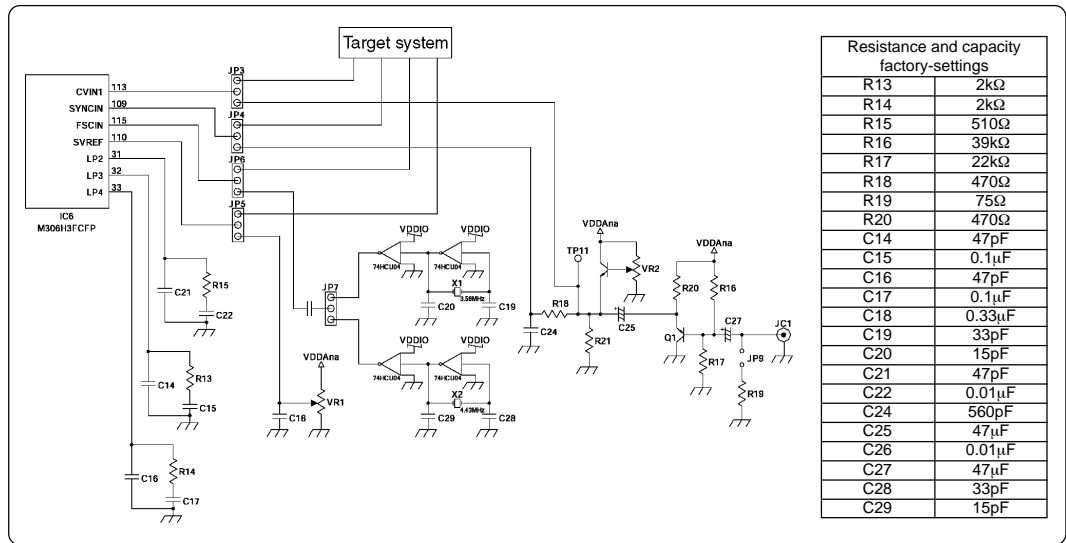 Target system
JP3
CVIN1 113
SYNCIN 109
FSCIN 115
SVREF 110
LP2 31
LP3 32
LP4 33
IC6
M306H3FCFP
JP4
JP6
JP5
C21
R15
C22
C14
R13
C15
C16
R14
C17
JP7
VDDIO
VDDIO
74HCU04
74HCU04
X1
3.58MHz
C20
C19
VDDIO
VDDIO
74HCU04
74HCU04
X2
4.43MHz
C29
C28
VDDAna
VR1
C18
TP11
VDDAna
VR2
R18
C24
R21
C25
VDDAna
R20
R16
Q1
C27
R17
JC1
JP9
R19
Resistance and capacity
factory-settings
R13 2kΩ
R14 2kΩ
R15 510Ω
R16 39kΩ
R17 22kΩ
R18 470Ω
R19 75Ω
R20 470Ω
C14 47pF
C15 0.1µF
C16 47pF
C17 0.1µF
C18 0.33µF
C19 33pF
C20 15pF
C21 47pF
C22 0.01µF
C24 560pF
C25 47µF
C26 0.01µF
C27 47µF
C28 33pF
C29 15pF